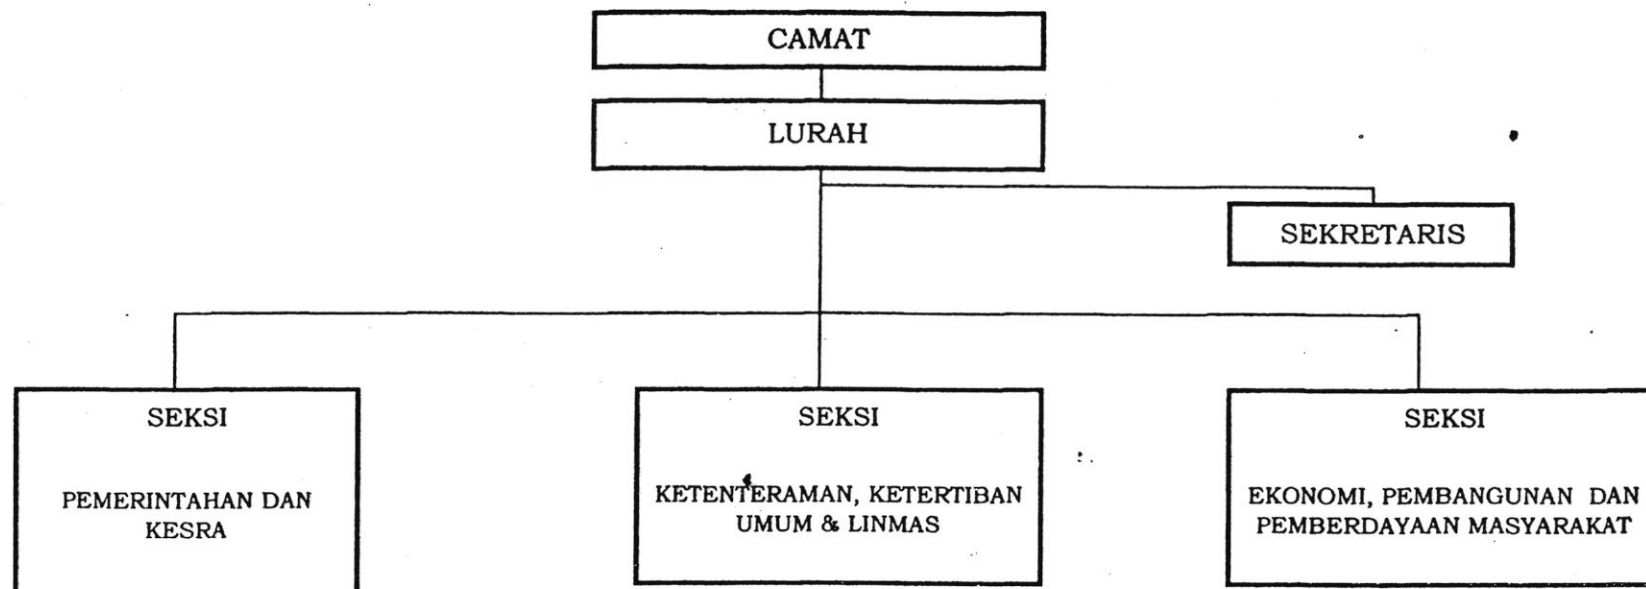 CAMAT
LURAH
SEKRETARIS
SEKSI
PEMERINTAHAN DAN
KESRA
SEKSI
KETENTERAMAN, KETERTIBAN
UMUM & LINMAS
SEKSI
EKONOMI, PEMBANGUNAN DAN
PEMBERDAYAAN MASYARAKAT